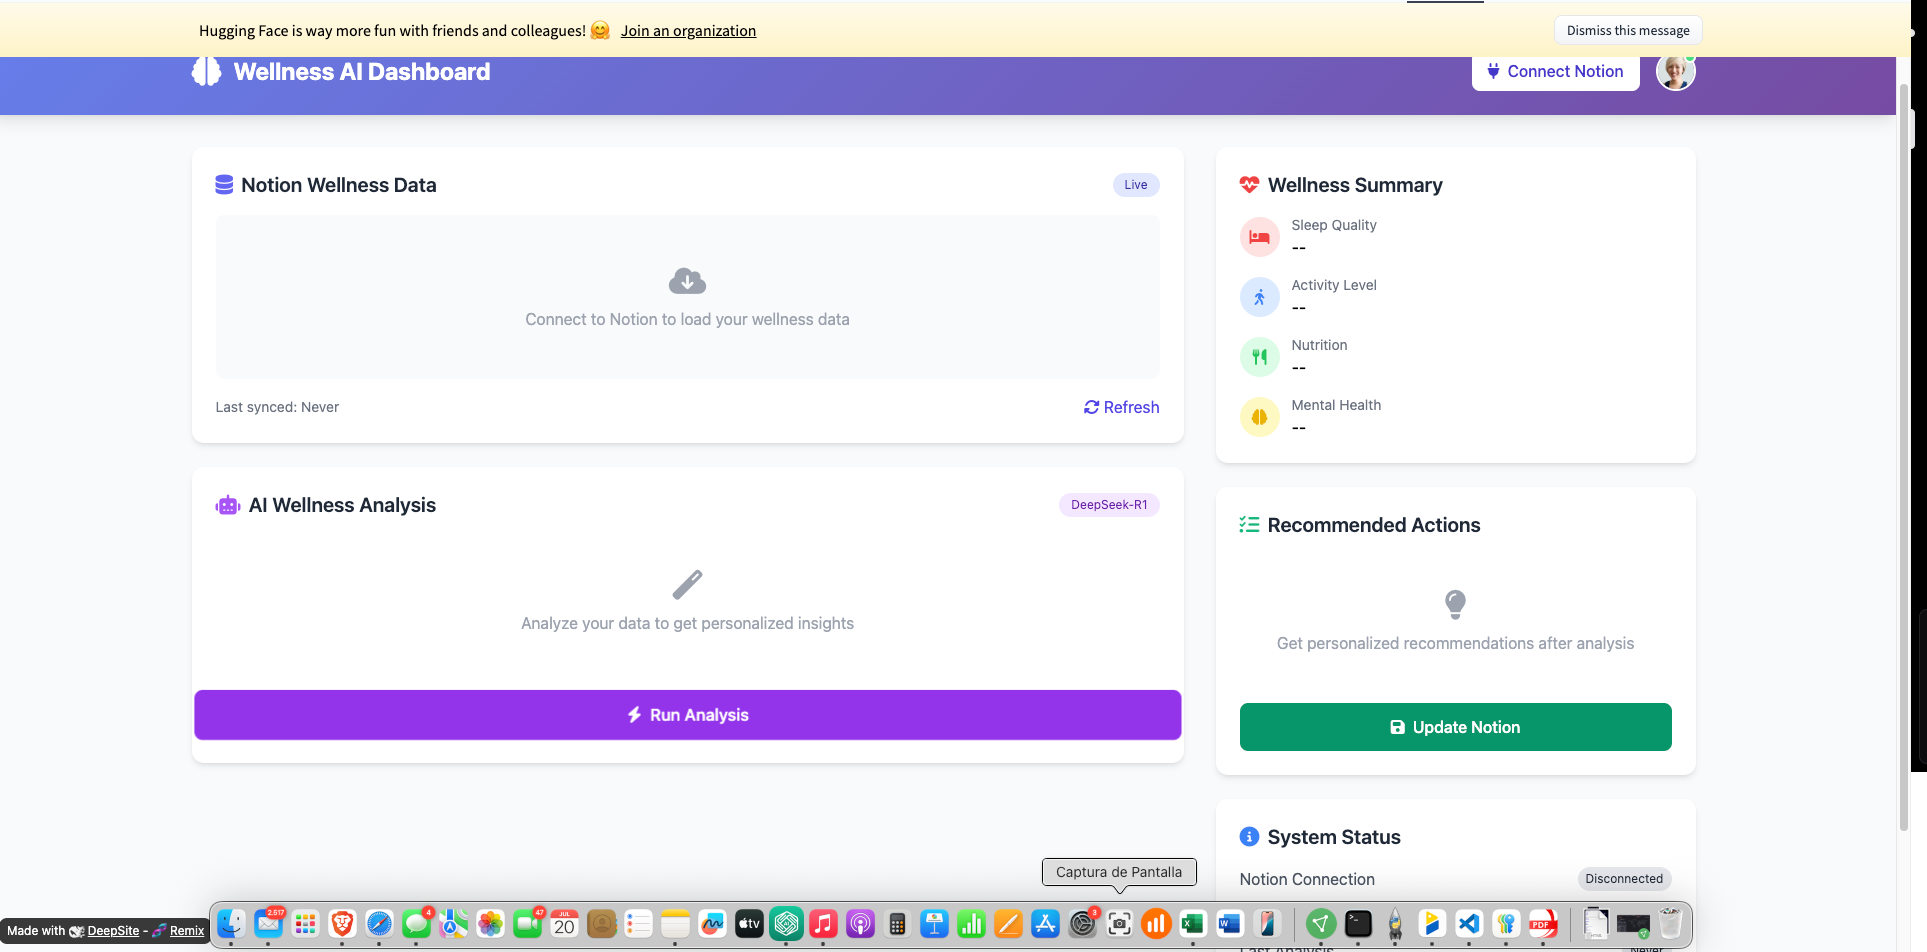 Hugging Face is way more fun with friends and colleagues! 🤗 Join an organization
Dismiss this message
Wellness AI Dashboard
Connect Notion
Notion Wellness Data
Live
Connect to Notion to load your wellness data
Last synced: Never
Refresh
Wellness Summary
Sleep Quality
--
Activity Level
--
Nutrition
--
Mental Health
--
AI Wellness Analysis
DeepSeek-R1
Analyze your data to get personalized insights
Run Analysis
Recommended Actions
Get personalized recommendations after analysis
Update Notion
System Status
Notion Connection
Disconnected
Captura de Pantalla
Made with DeepSite - Remix
2.517
4
47
JUL
20
tv
3
PDF
Last Analysis
Never